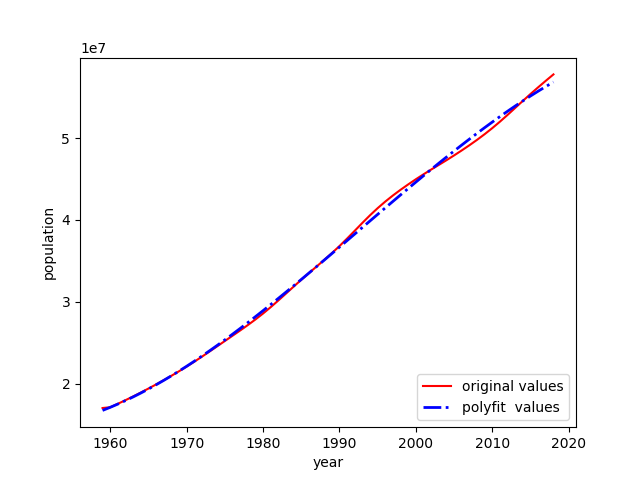 1e7
5
4
3
2
population
1960 1970 1980 1990 2000 2010 2020
year
original values
polyfit  values